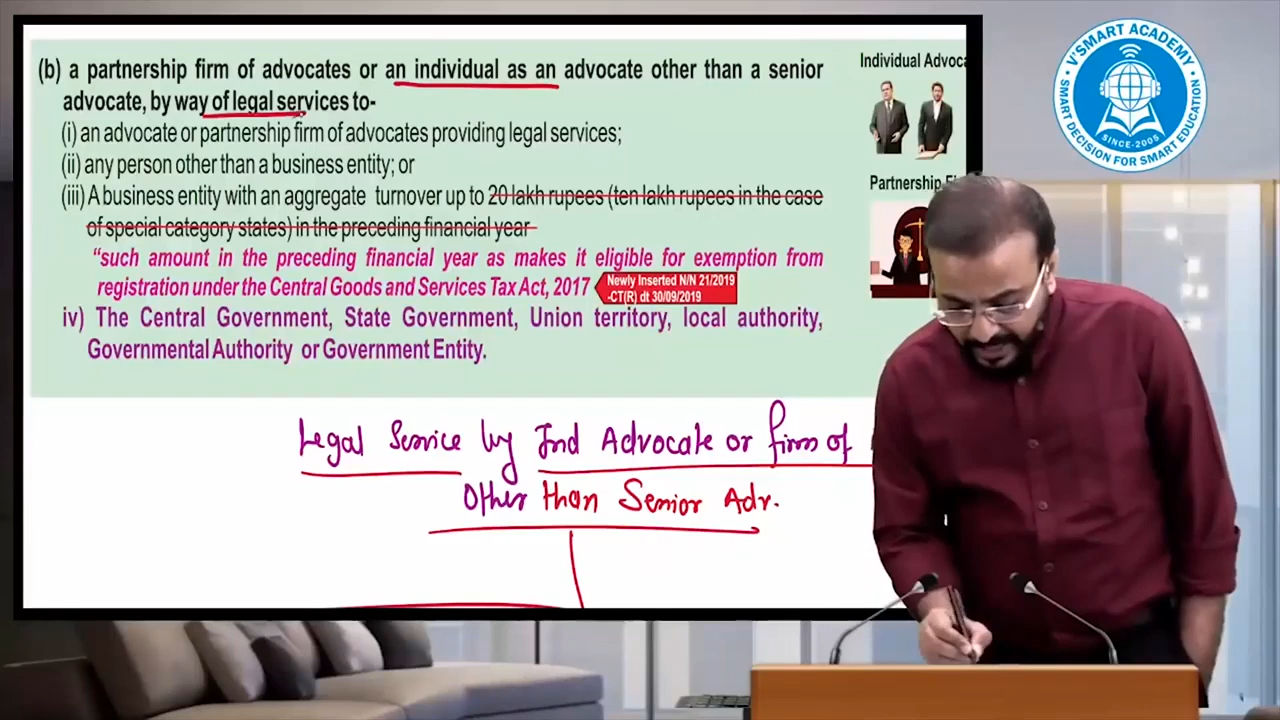 (b) a partnership firm of advocates or an individual as an advocate other than a senior
advocate, by way of legal services to-
(i) an advocate or partnership firm of advocates providing legal services;
(ii) any person other than a business entity; or
(iii) A business entity with an aggregate turnover up to 20 lakh rupees (ten lakh rupees in the case
of special category states) in the preceding financial year
"such amount in the preceding financial year as makes it eligible for exemption from
registration under the Central Goods and Services Tax Act, 2017
Newly Inserted N/N 21/2019
-CT(R) dt 30/09/2019
iv) The Central Government, State Government, Union territory, local authority,
Governmental Authority or Government Entity.
Individual Advoca
Partnership
Legal Service by Ind Advocate or firm of
Other than Senior Adv.
V'SMART ACADEMY
SMART DECISION FOR SMART EDUCATION
SINCE-2005